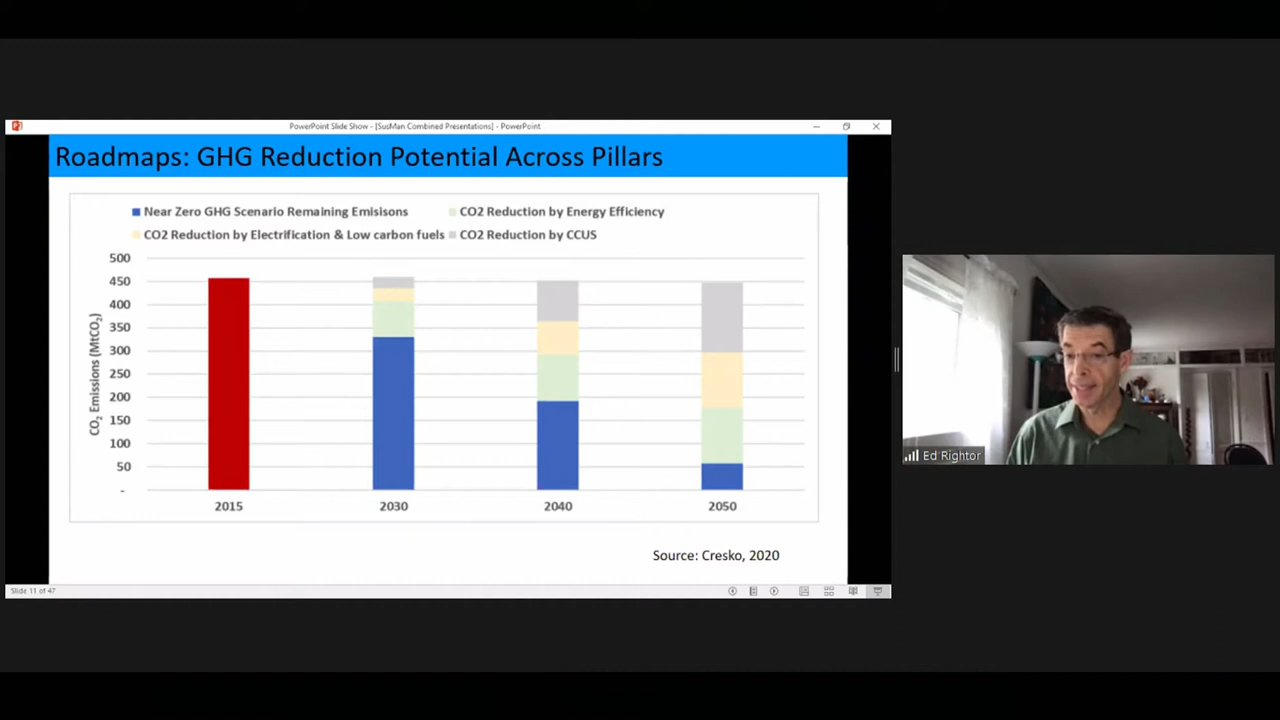 PowerPoint Slide Show - [SusMan Combined Presentations] - PowerPoint
Roadmaps: GHG Reduction Potential Across Pillars
Near Zero GHG Scenario Remaining Emisisons
CO2 Reduction by Energy Efficiency
CO2 Reduction by Electrification & Low carbon fuels
CO2 Reduction by CCUS
CO₂ Emissions (MtCO₂)
500
450
400
350
300
250
200
150
100
50
-
2015
2030
2040
2050
Source: Cresko, 2020
Slide 11 of 47
Ed Rightor